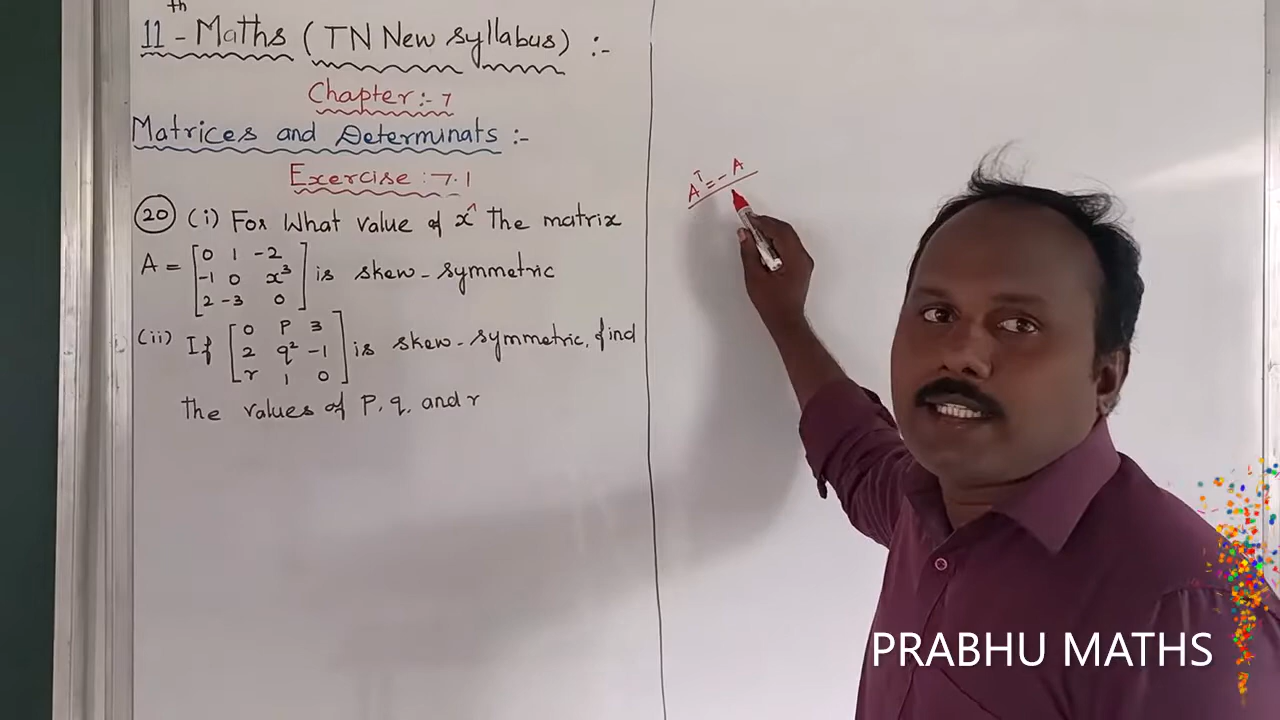 11th - Maths (TN New Syllabus) :-
Chapter :- 7
Matrices and Determinats :-
Exercise : 7.1
20 (i) For What value of x^ the matrix
A = [0 1 -2
-1 0 x³
2 -3 0] is skew-symmetric
(ii) If [0 P 3
2 q² -1
r 1 0] is skew-symmetric, find
the values of P, q, and r
Aᵀ = -A
PRABHU MATHS